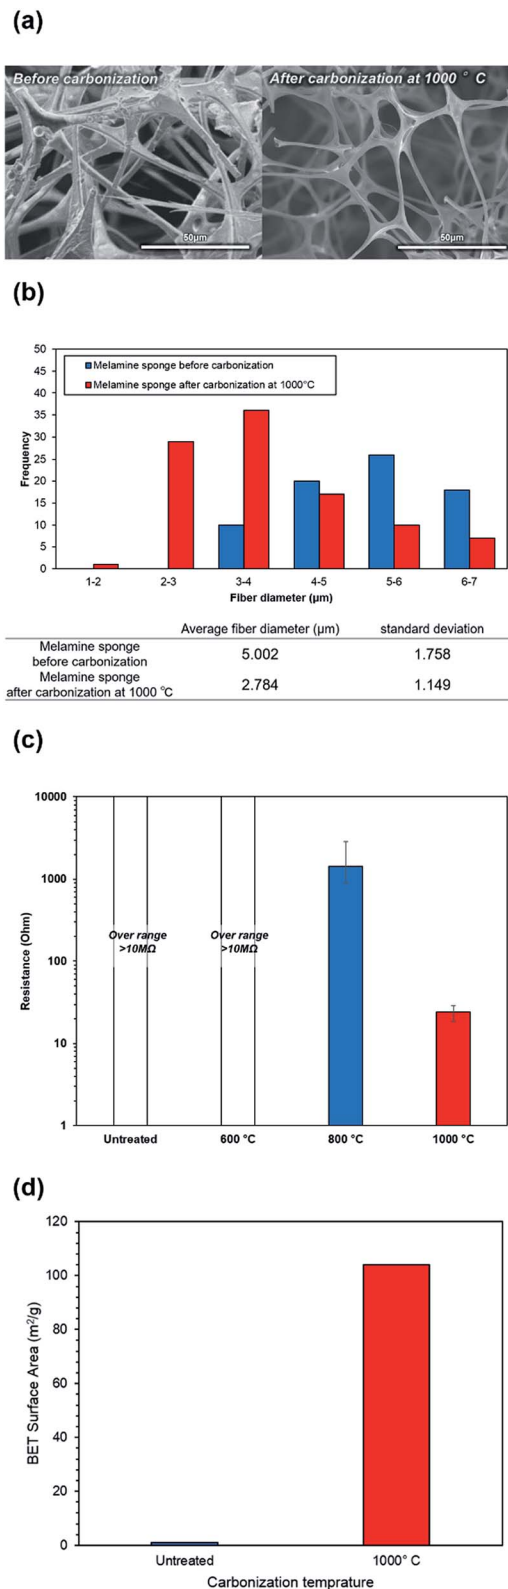 (a)
Before carbonization
After carbonization at 1000 ° C
50μm
50μm
(b)
50
45
40
35
30
25
20
15
10
5
0
Frequency
Melamine sponge before carbonization
Melamine sponge after carbonization at 1000°C
1-2
2-3
3-4
4-5
5-6
6-7
Fiber diameter (μm)
Average fiber diameter (μm)
standard deviation
Melamine sponge
before carbonization
5.002
1.758
Melamine sponge
after carbonization at 1000 ℃
2.784
1.149
(c)
10000
1000
100
10
1
Resistance (Ohm)
Over range
>10MΩ
Over range
>10MΩ
Untreated
600 °C
800 °C
1000 °C
(d)
120
100
80
60
40
20
0
BET Surface Area (m²/g)
Untreated
1000° C
Carbonization temprature